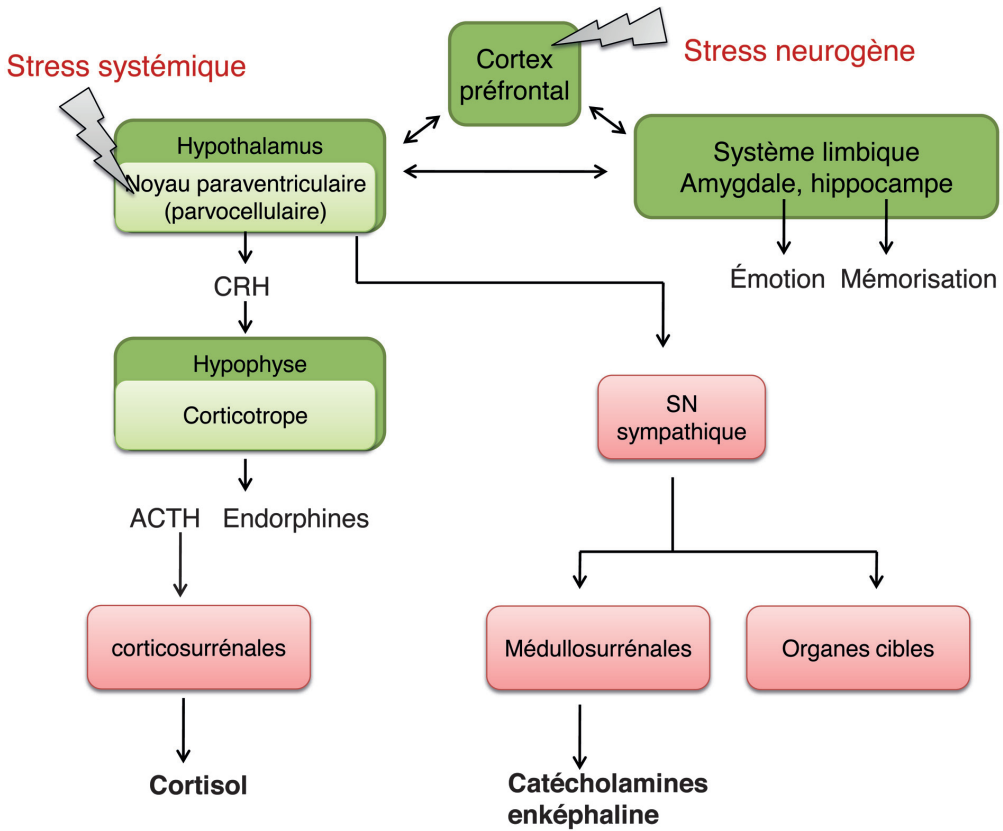 Stress systémique
Cortex
préfrontal
Stress neurogène
Hypothalamus
Noyau paraventriculaire
(parvocellulaire)
Système limbique
Amygdale, hippocampe
CRH
Émotion
Mémorisation
Hypophyse
Corticotrope
SN
sympathique
ACTH
Endorphines
corticosurrénales
Médullosurrénales
Organes cibles
Cortisol
Catécholamines
enképhaline